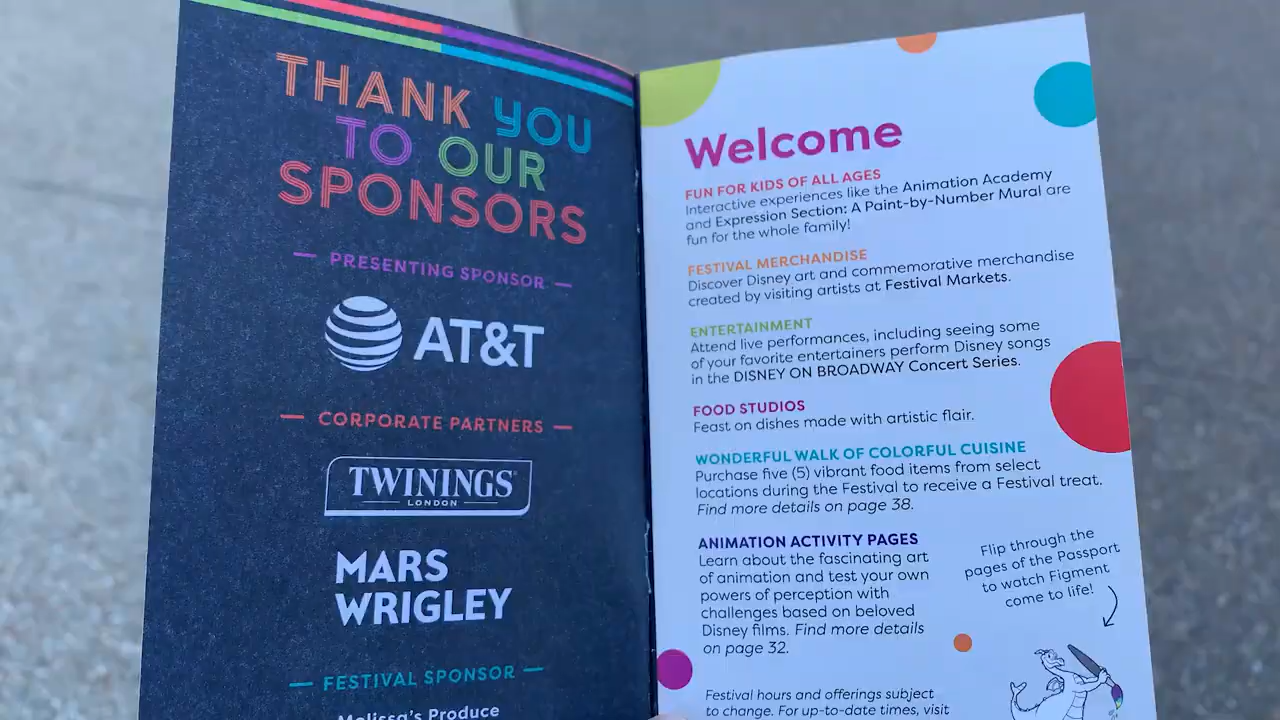 THANK YOU
TO OUR
SPONSORS
— PRESENTING SPONSOR —
AT&T
— CORPORATE PARTNERS —
TWININGS®
LONDON
MARS
WRIGLEY
— FESTIVAL SPONSOR —
Melissa's Produce
Welcome
FUN FOR KIDS OF ALL AGES
Interactive experiences like the Animation Academy
and Expression Section: A Paint-by-Number Mural are
fun for the whole family!
FESTIVAL MERCHANDISE
Discover Disney art and commemorative merchandise
created by visiting artists at Festival Markets.
ENTERTAINMENT
Attend live performances, including seeing some
of your favorite entertainers perform Disney songs
in the DISNEY ON BROADWAY Concert Series.
FOOD STUDIOS
Feast on dishes made with artistic flair.
WONDERFUL WALK OF COLORFUL CUISINE
Purchase five (5) vibrant food items from select
locations during the Festival to receive a Festival treat.
Find more details on page 38.
ANIMATION ACTIVITY PAGES
Learn about the fascinating art
of animation and test your own
powers of perception with
challenges based on beloved
Disney films. Find more details
on page 32.
Flip through the
pages of the Passport
to watch Figment
come to life!
Festival hours and offerings subject
to change. For up-to-date times, visit